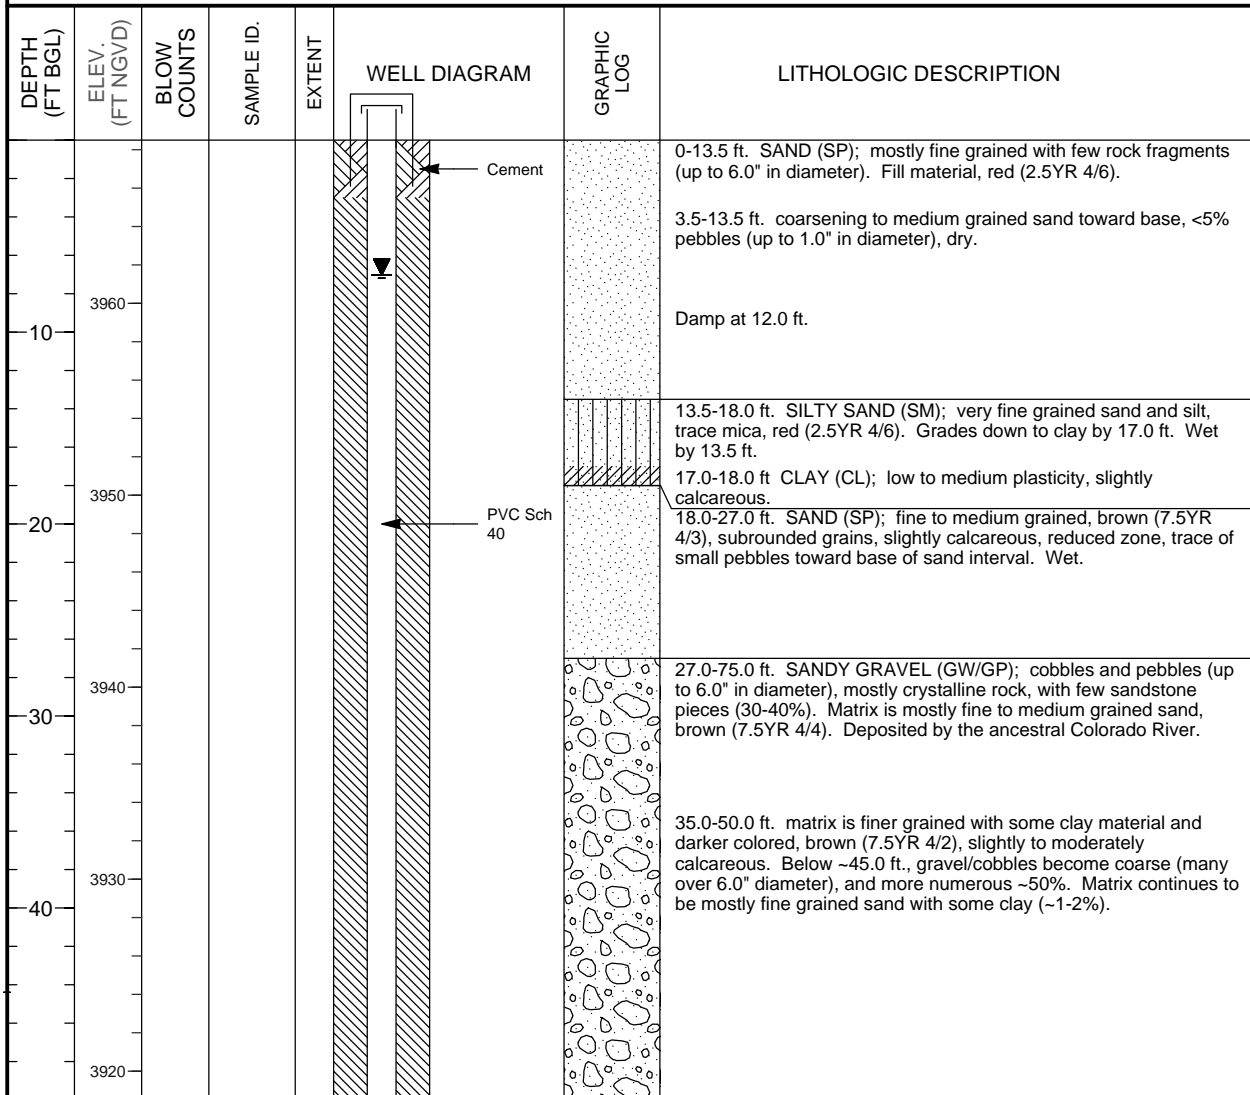 DEPTH
(FT BGL)
ELEV.
(FT NGVD)
BLOW
COUNTS
SAMPLE ID.
EXTENT
WELL DIAGRAM
GRAPHIC
LOG
LITHOLOGIC DESCRIPTION
Cement
0-13.5 ft.  SAND (SP);  mostly fine grained with few rock fragments
(up to 6.0" in diameter).  Fill material, red (2.5YR 4/6).
3.5-13.5 ft.  coarsening to medium grained sand toward base, <5%
pebbles (up to 1.0" in diameter), dry.
3960
10
Damp at 12.0 ft.
13.5-18.0 ft.  SILTY SAND (SM);  very fine grained sand and silt,
trace mica, red (2.5YR 4/6).  Grades down to clay by 17.0 ft.  Wet
by 13.5 ft.
17.0-18.0 ft  CLAY (CL);  low to medium plasticity, slightly
calcareous.
3950
20
PVC Sch
40
18.0-27.0 ft.  SAND (SP);  fine to medium grained, brown (7.5YR
4/3), subrounded grains, slightly calcareous, reduced zone, trace of
small pebbles toward base of sand interval.  Wet.
3940
30
27.0-75.0 ft.  SANDY GRAVEL (GW/GP);  cobbles and pebbles (up
to 6.0" in diameter), mostly crystalline rock, with few sandstone
pieces (30-40%).  Matrix is mostly fine to medium grained sand,
brown (7.5YR 4/4).  Deposited by the ancestral Colorado River.
35.0-50.0 ft.  matrix is finer grained with some clay material and
darker colored, brown (7.5YR 4/2), slightly to moderately
calcareous.  Below ~45.0 ft., gravel/cobbles become coarse (many
over 6.0" diameter), and more numerous ~50%.  Matrix continues to
be mostly fine grained sand with some clay (~1-2%).
3930
40
3920